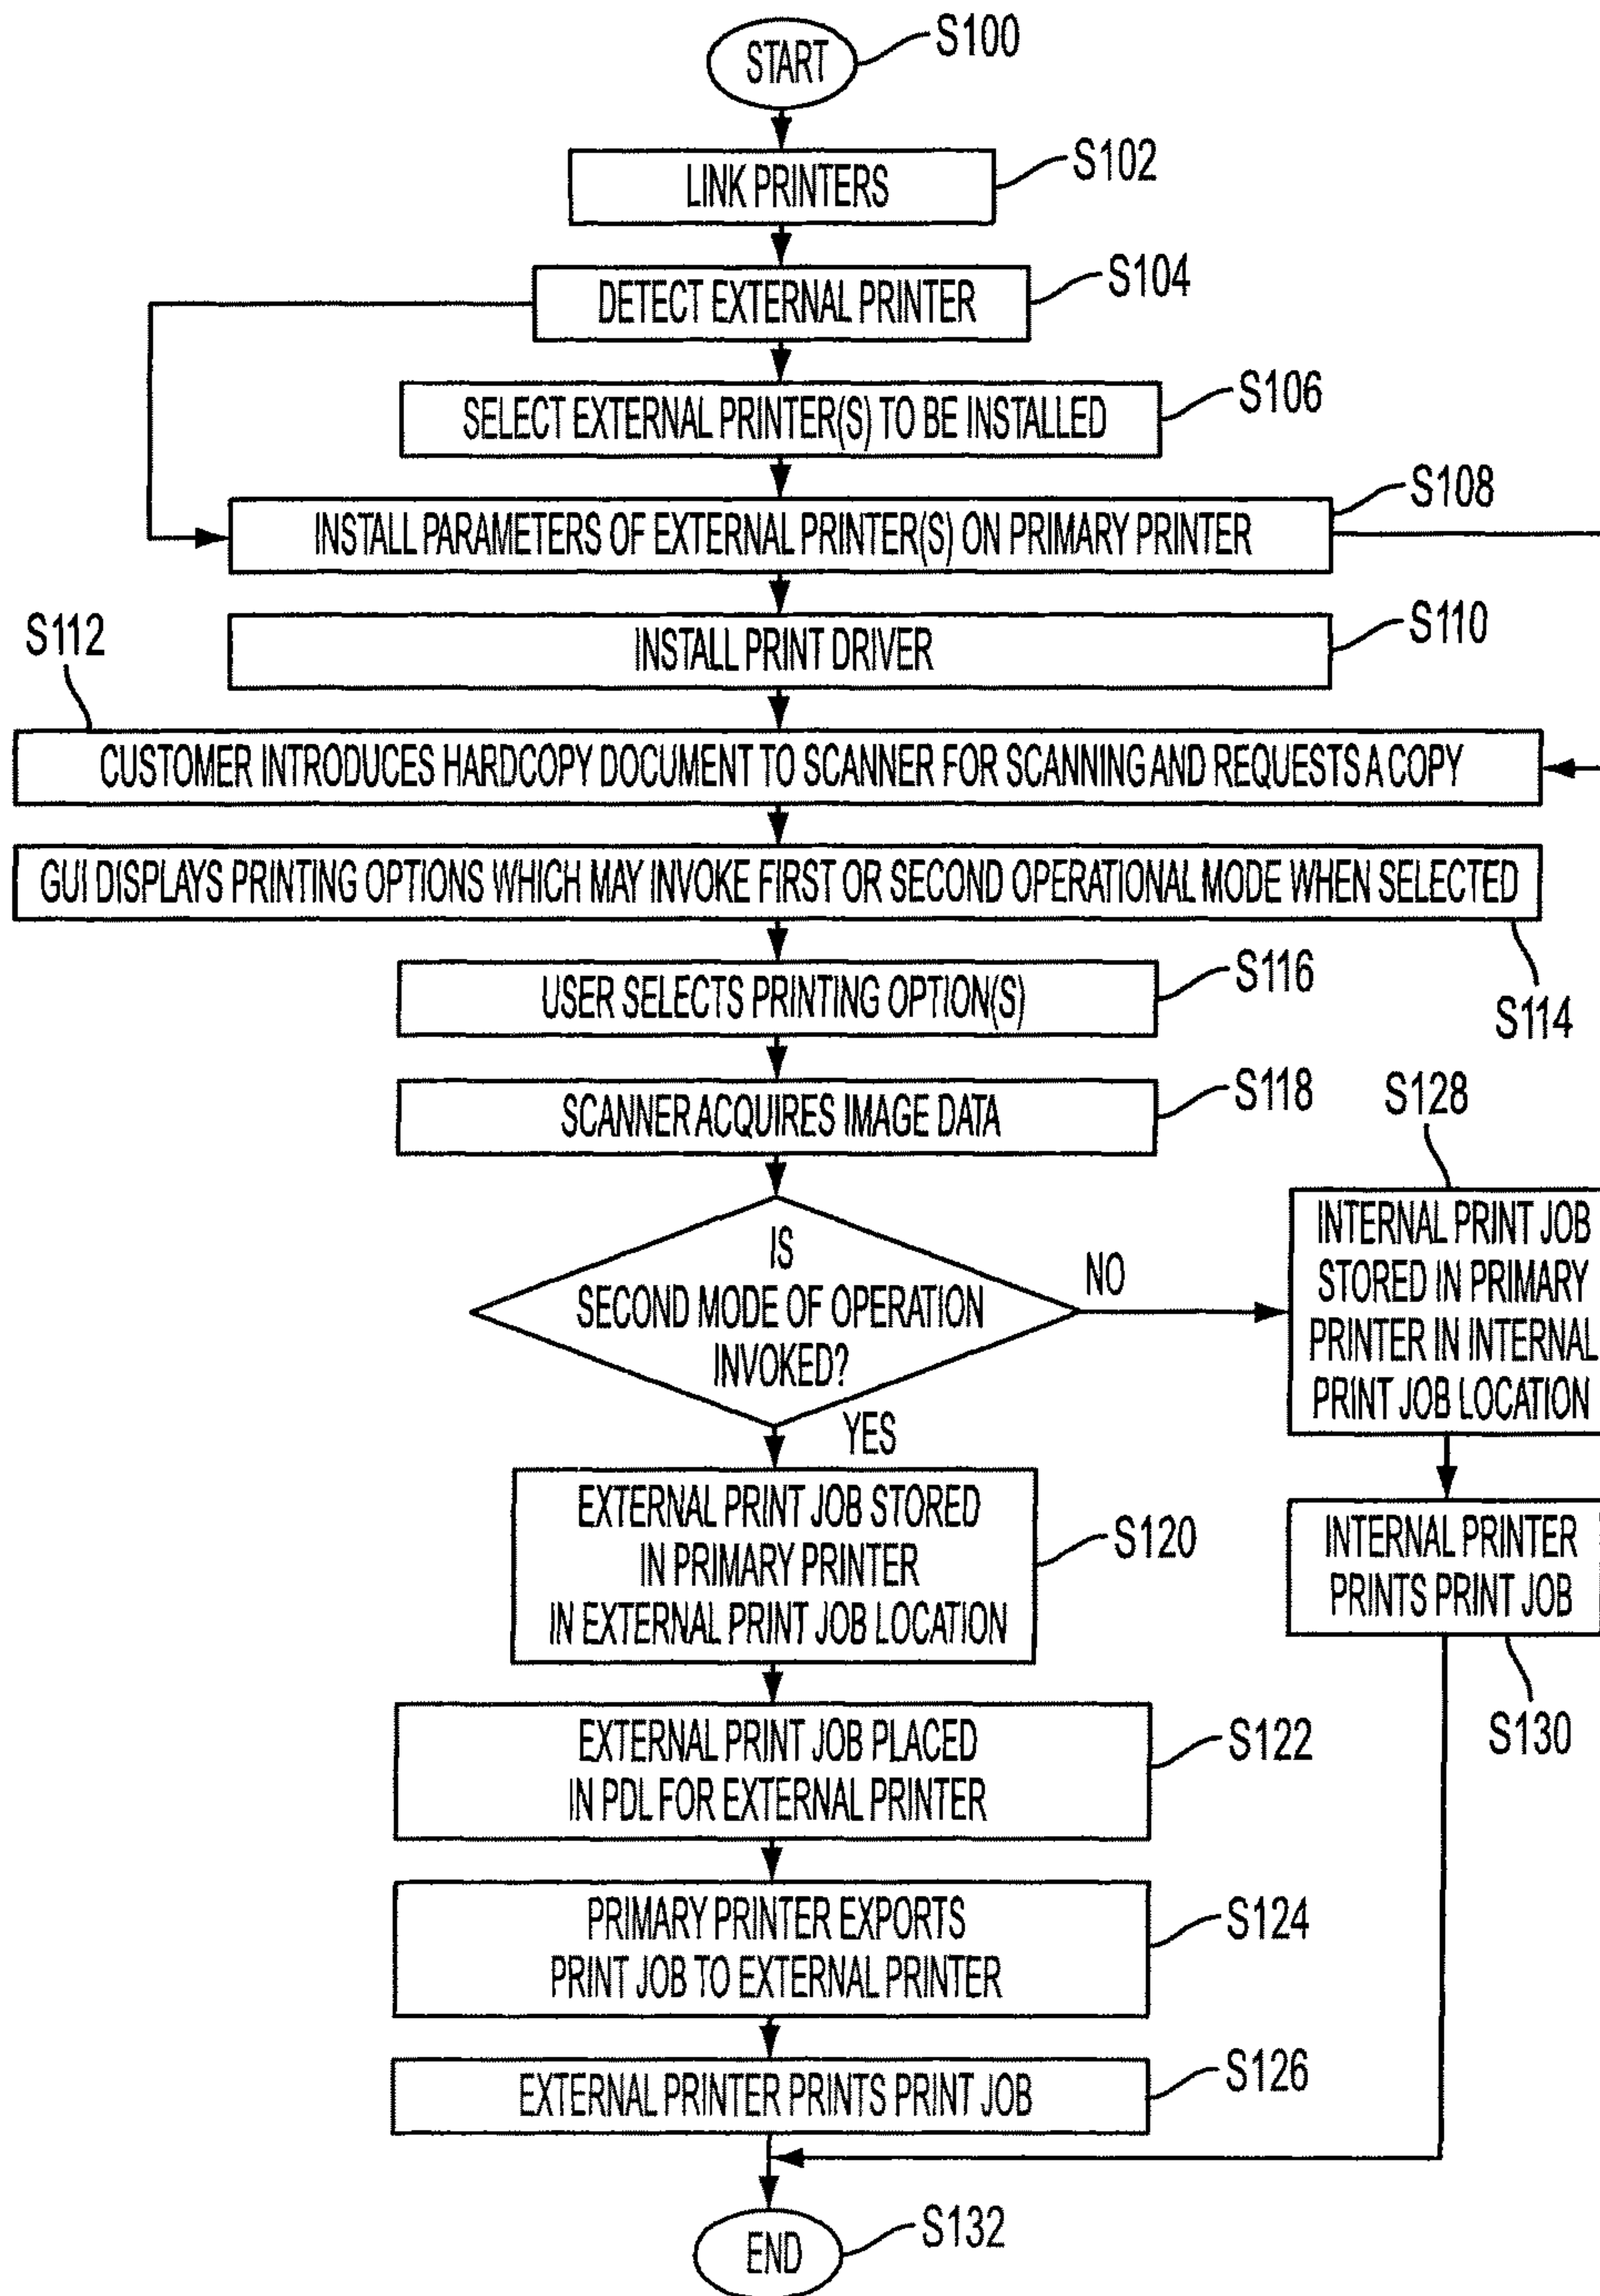 START
S100
LINK PRINTERS
S102
DETECT EXTERNAL PRINTER
S104
SELECT EXTERNAL PRINTER(S) TO BE INSTALLED
S106
INSTALL PARAMETERS OF EXTERNAL PRINTER(S) ON PRIMARY PRINTER
S108
INSTALL PRINT DRIVER
S110
S112
CUSTOMER INTRODUCES HARDCOPY DOCUMENT TO SCANNER FOR SCANNING AND REQUESTS A COPY
GUI DISPLAYS PRINTING OPTIONS WHICH MAY INVOKE FIRST OR SECOND OPERATIONAL MODE WHEN SELECTED
S114
USER SELECTS PRINTING OPTION(S)
S116
SCANNER ACQUIRES IMAGE DATA
S118
IS
SECOND MODE OF OPERATION
INVOKED?
NO
YES
S128
INTERNAL PRINT JOB
STORED IN PRIMARY
PRINTER IN INTERNAL
PRINT JOB LOCATION
INTERNAL PRINTER
PRINTS PRINT JOB
S130
EXTERNAL PRINT JOB STORED
IN PRIMARY PRINTER
IN EXTERNAL PRINT JOB LOCATION
S120
EXTERNAL PRINT JOB PLACED
IN PDL FOR EXTERNAL PRINTER
S122
PRIMARY PRINTER EXPORTS
PRINT JOB TO EXTERNAL PRINTER
S124
EXTERNAL PRINTER PRINTS PRINT JOB
S126
END
S132